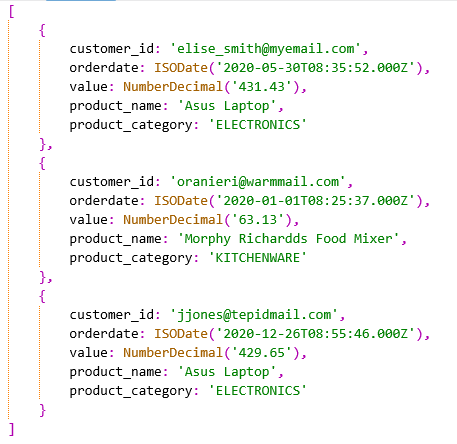 [
{
customer_id: 'elise_smith@myemail.com',
orderdate: ISODate('2020-05-30T08:35:52.000Z'),
value: NumberDecimal('431.43'),
product_name: 'Asus Laptop',
product_category: 'ELECTRONICS'
},
{
customer_id: 'oranieri@warmmail.com',
orderdate: ISODate('2020-01-01T08:25:37.000Z'),
value: NumberDecimal('63.13'),
product_name: 'Morphy Richardds Food Mixer',
product_category: 'KITCHENWARE'
},
{
customer_id: 'jjones@tepidmail.com',
orderdate: ISODate('2020-12-26T08:55:46.000Z'),
value: NumberDecimal('429.65'),
product_name: 'Asus Laptop',
product_category: 'ELECTRONICS'
}
]